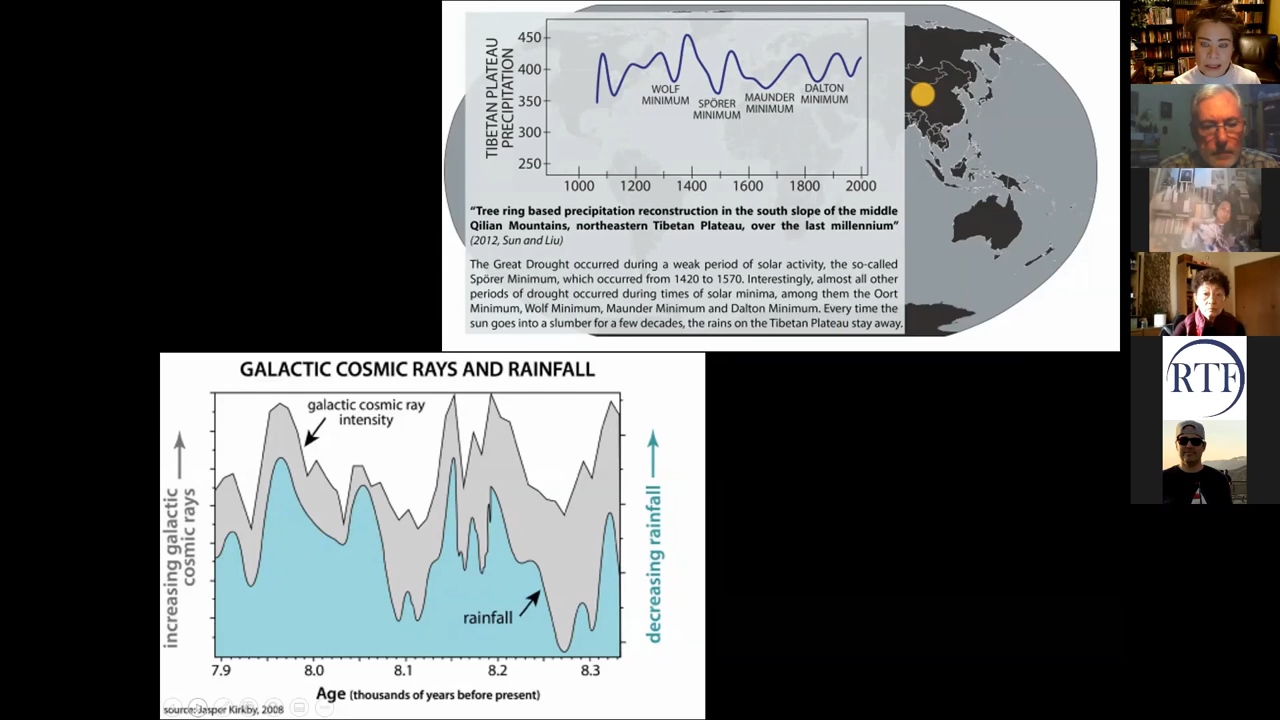 TIBETAN PLATEAU
PRECIPITATION
450
400
350
300
250
WOLF
MINIMUM
SPÖRER
MINIMUM
MAUNDER
MINIMUM
DALTON
MINIMUM
1000
1200
1400
1600
1800
2000
“Tree ring based precipitation reconstruction in the south slope of the middle
Qilian Mountains, northeastern Tibetan Plateau, over the last millennium”
(2012, Sun and Liu)
The Great Drought occurred during a weak period of solar activity, the so-called
Spörer Minimum, which occurred from 1420 to 1570. Interestingly, almost all other
periods of drought occurred during times of solar minima, among them the Oort
Minimum, Wolf Minimum, Maunder Minimum and Dalton Minimum. Every time the
sun goes into a slumber for a few decades, the rains on the Tibetan Plateau stay away.
RTF
GALACTIC COSMIC RAYS AND RAINFALL
galactic cosmic ray
intensity
increasing galactic
cosmic rays
decreasing rainfall
rainfall
7.9
8.0
8.1
8.2
8.3
Age (thousands of years before present)
source: Jasper Kirkby, 2008